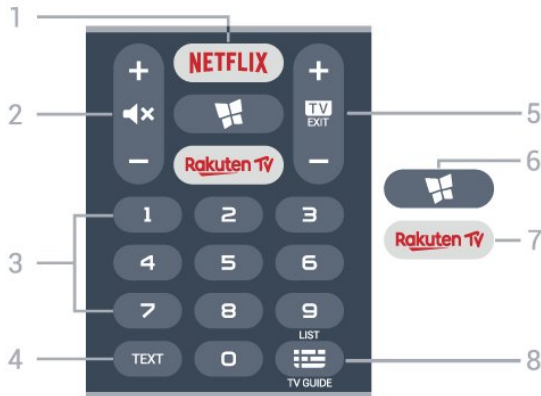 1
NETFLIX
+ +
2
TV
EXIT
5
6
- -
Rakuten TV
1 2 3
Rakuten TV
7
3
4 5 6
7 8 9
LIST
4
TEXT
0
8
TV GUIDE